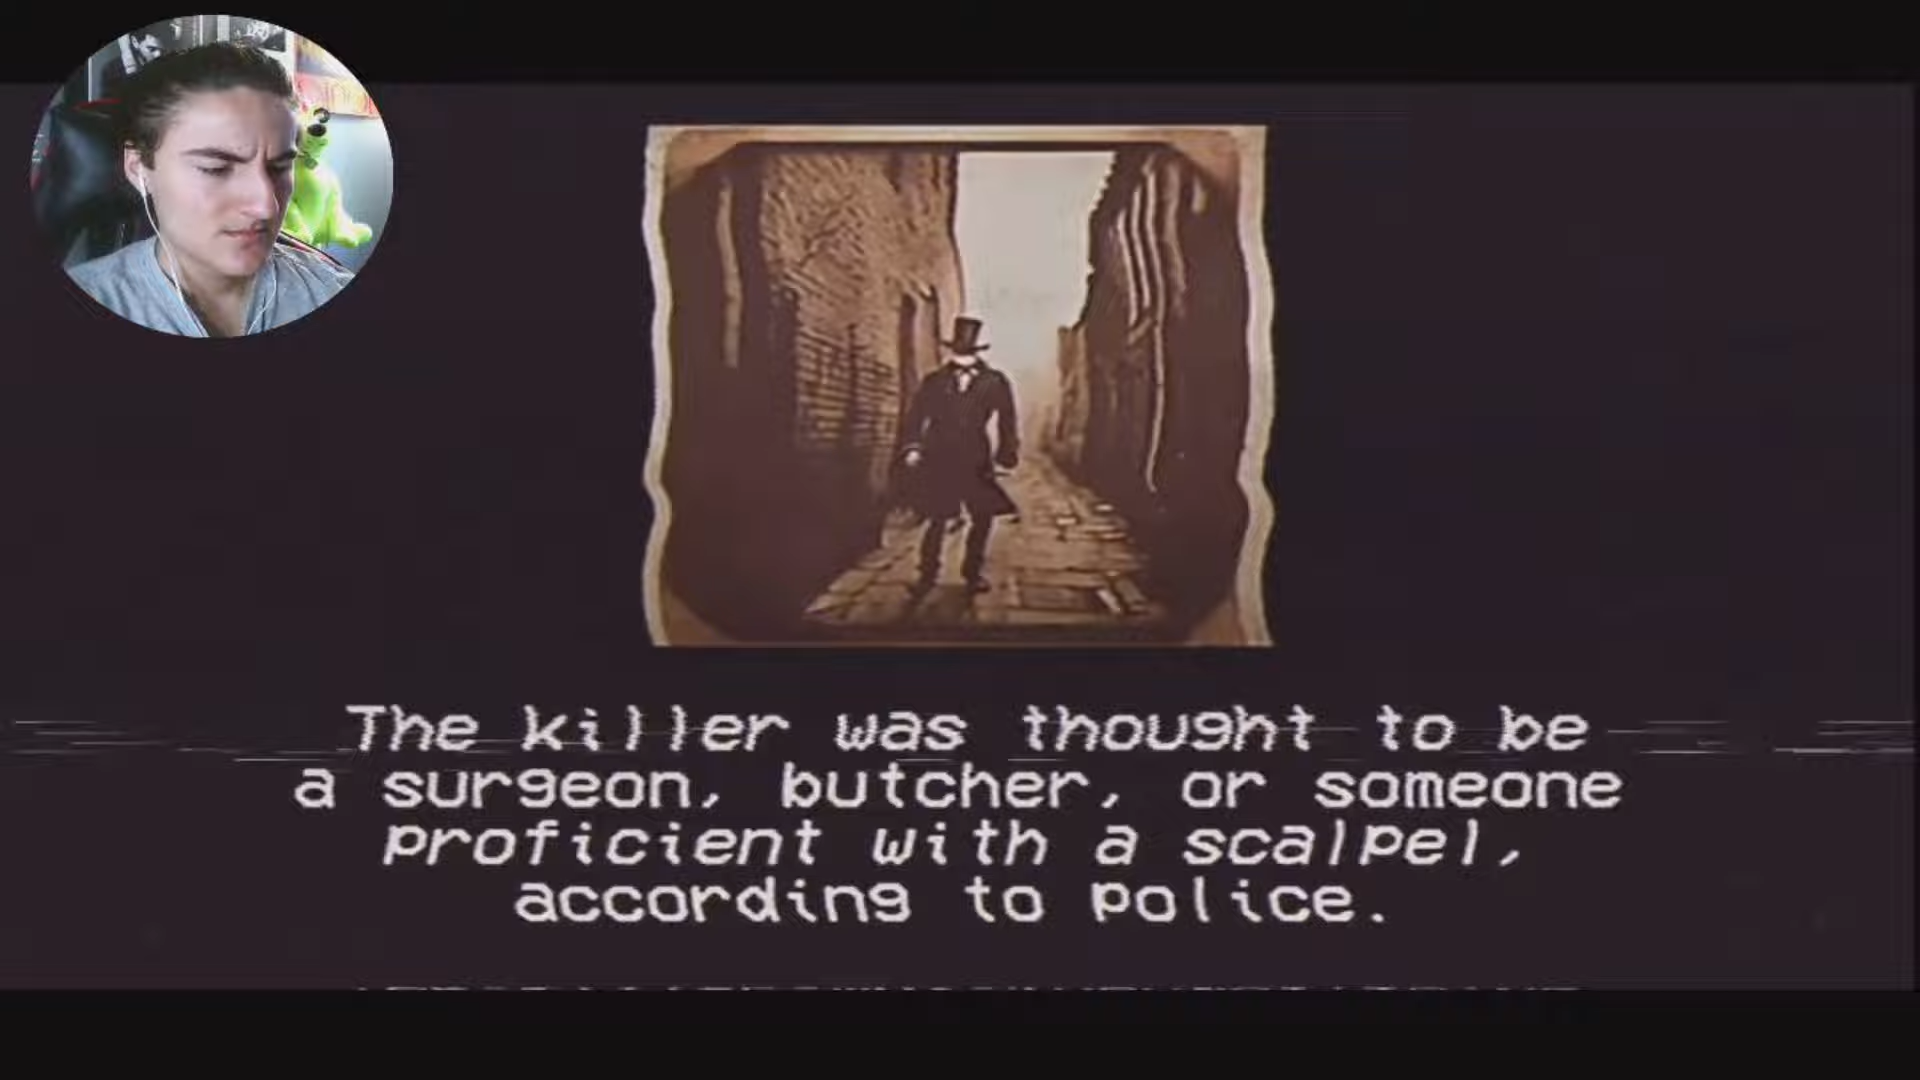 The killer was thought to be
a surgeon, butcher, or someone
proficient with a scalpel,
according to police.